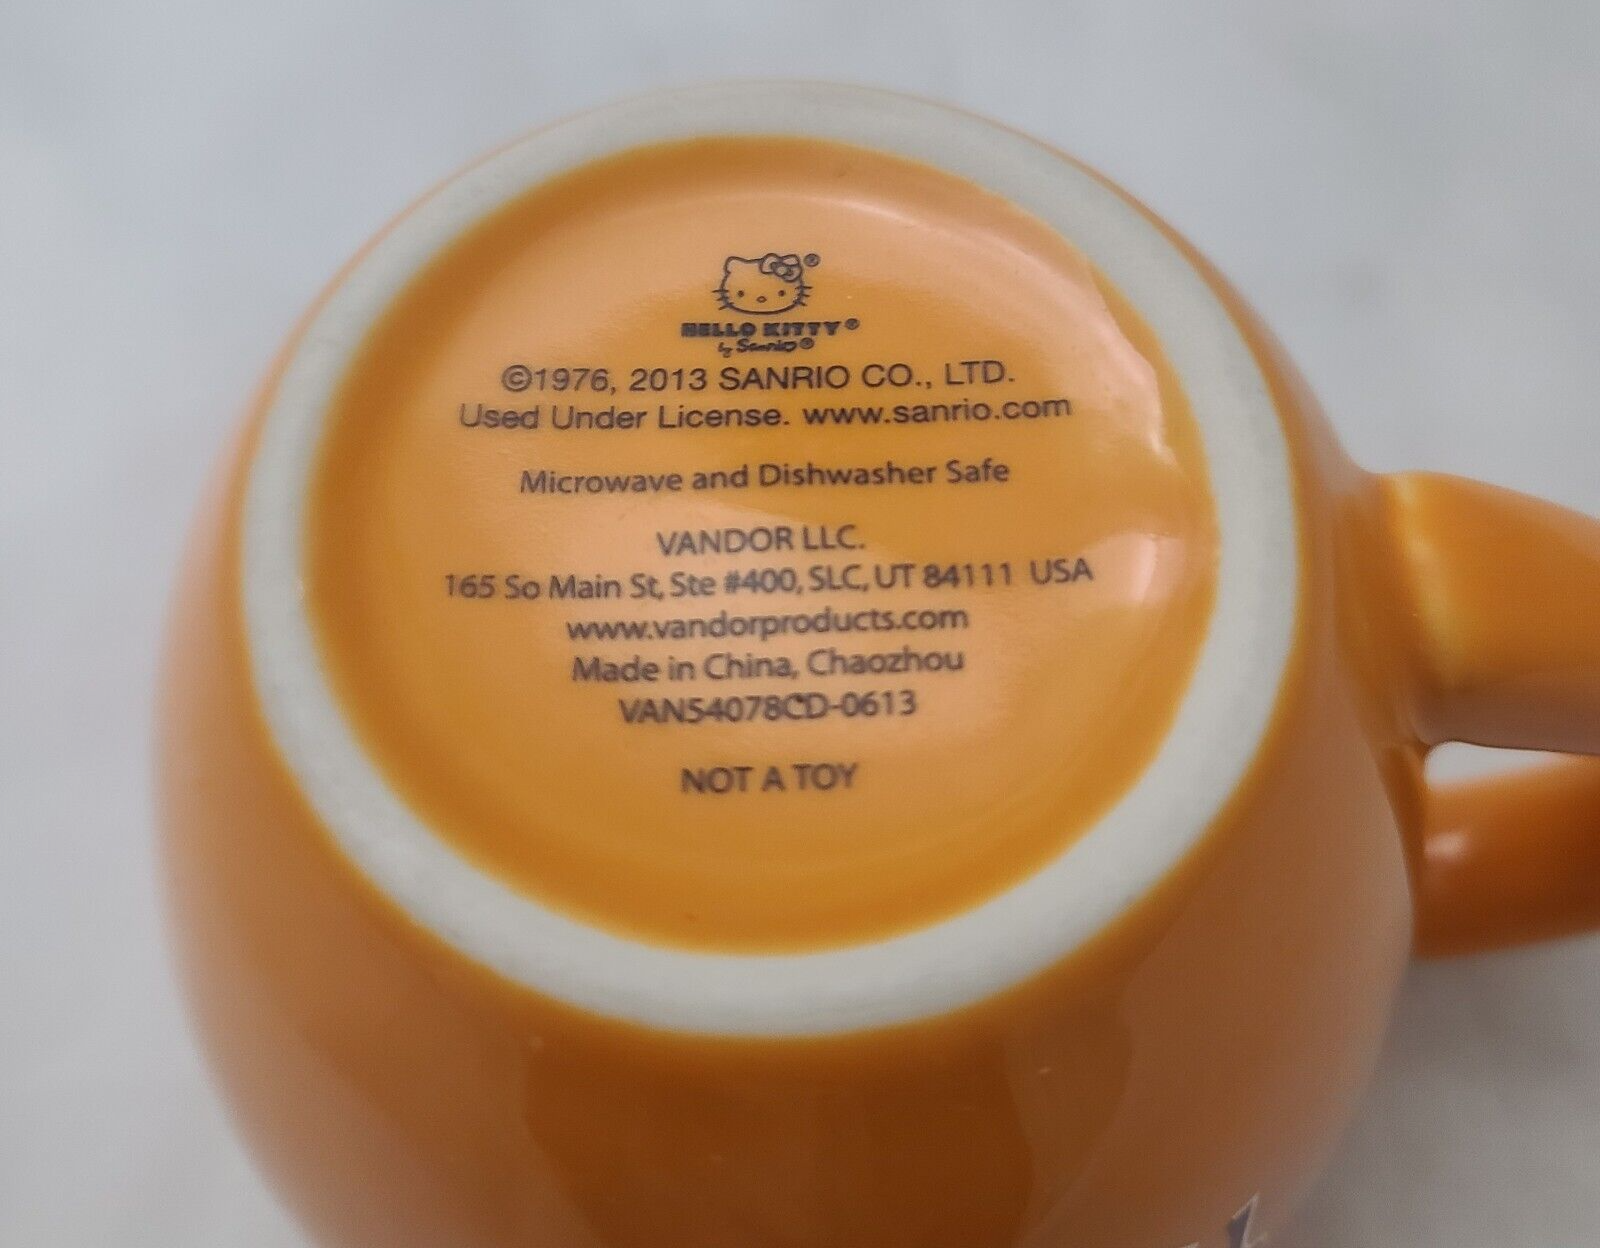 HELLO KITTY®
by Sanrio®
©1976, 2013 SANRIO CO., LTD.
Used Under License. www.sanrio.com
Microwave and Dishwasher Safe
VANDOR LLC.
165 So Main St, Ste #400, SLC, UT 84111 USA
www.vandorproducts.com
Made in China, Chaozhou
VAN54078CD-0613
NOT A TOY